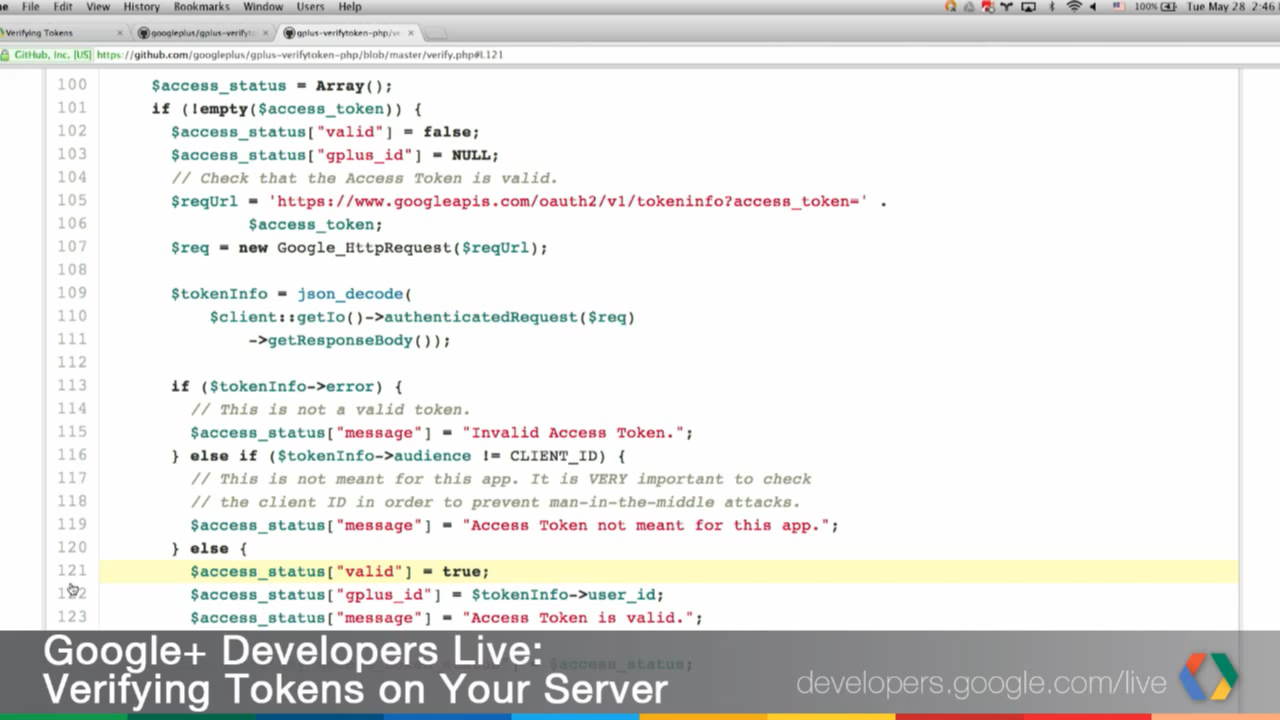 File Edit View History Bookmarks Window Users Help 100% Tue May 28 2:46
Verifying Tokens googleplus/gplus-verifyt gplus-verifytoken-php/ve
GitHub, Inc. [US] https://github.com/googleplus/gplus-verifytoken-php/blob/master/verify.php#L121
100 $access_status = Array();
101 if (!empty($access_token)) {
102 $access_status["valid"] = false;
103 $access_status["gplus_id"] = NULL;
104 // Check that the Access Token is valid.
105 $reqUrl = 'https://www.googleapis.com/oauth2/v1/tokeninfo?access_token=' .
106 $access_token;
107 $req = new Google_HttpRequest($reqUrl);
108
109 $tokenInfo = json_decode(
110 $client::getIo()->authenticatedRequest($req)
111 ->getResponseBody());
112
113 if ($tokenInfo->error) {
114 // This is not a valid token.
115 $access_status["message"] = "Invalid Access Token.";
116 } else if ($tokenInfo->audience != CLIENT_ID) {
117 // This is not meant for this app. It is VERY important to check
118 // the client ID in order to prevent man-in-the-middle attacks.
119 $access_status["message"] = "Access Token not meant for this app.";
120 } else {
121 $access_status["valid"] = true;
122 $access_status["gplus_id"] = $tokenInfo->user_id;
123 $access_status["message"] = "Access Token is valid.";
Google+ Developers Live:
$access_status;
Verifying Tokens on Your Server
developers.google.com/live